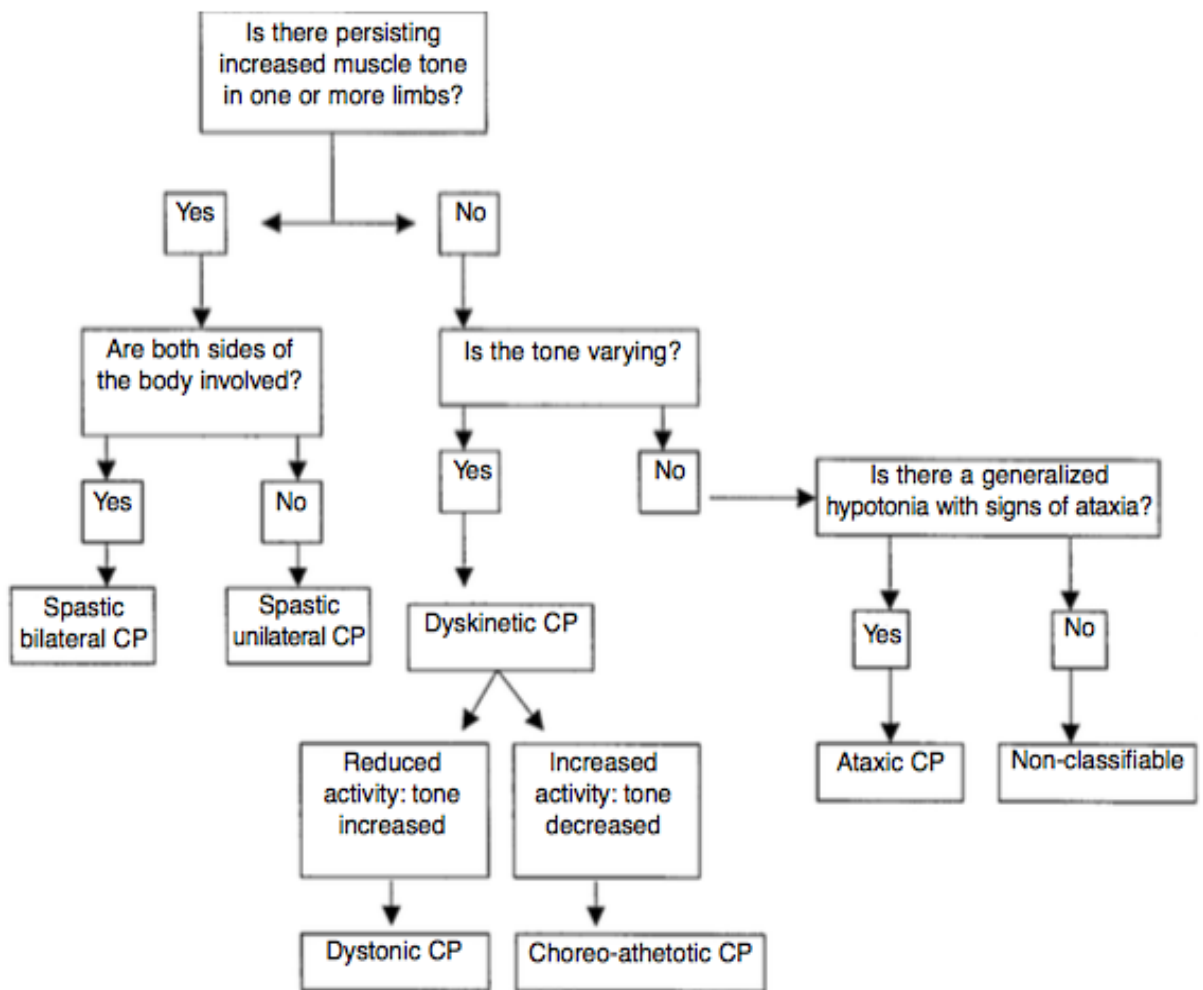 Is there persisting
increased muscle tone
in one or more limbs?
Yes
No
Are both sides of
the body involved?
Is the tone varying?
Yes
No
Yes
No
Is there a generalized
hypotonia with signs of ataxia?
Spastic
bilateral CP
Spastic
unilateral CP
Dyskinetic CP
Yes
No
Reduced
activity: tone
increased
Increased
activity: tone
decreased
Ataxic CP
Non-classifiable
Dystonic CP
Choreo-athetotic CP